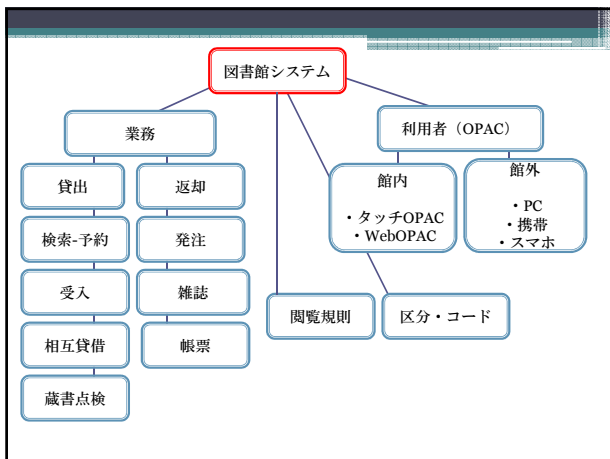 図書館システム
業務
利用者（OPAC）
貸出
返却
館内
・タッチOPAC
・WebOPAC
館外
・PC
・携帯
・スマホ
検索-予約
発注
受入
雑誌
閲覧規則
区分・コード
相互貸借
帳票
蔵書点検